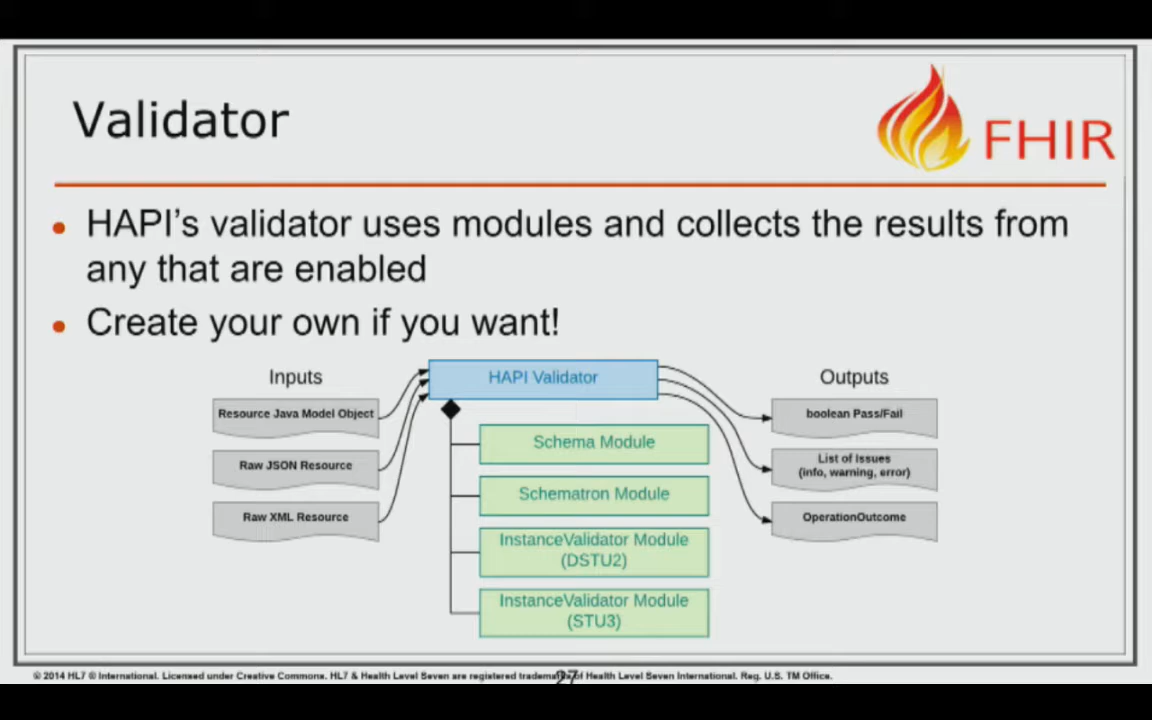 Validator
FHIR
• HAPI's validator uses modules and collects the results from
any that are enabled
• Create your own if you want!
Inputs
HAPI Validator
Outputs
Resource Java Model Object
boolean Pass/Fail
Schema Module
Raw JSON Resource
List of Issues
(info, warning, error)
Schematron Module
Raw XML Resource
OperationOutcome
InstanceValidator Module
(DSTU2)
InstanceValidator Module
(STU3)
© 2014 HL7 ® International. Licensed under Creative Commons. HL7 & Health Level Seven are registered trademarks of Health Level Seven International. Reg. U.S. TM Office.
27